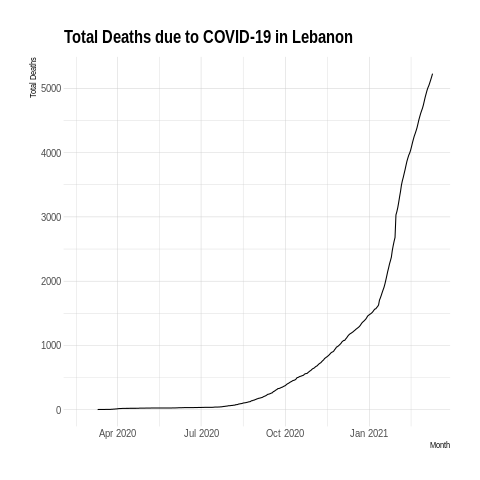 Total Deaths due to COVID-19 in Lebanon
Total Deaths
5000
4000
3000
2000
1000
0
Apr 2020 Jul 2020 Oct 2020 Jan 2021
Month